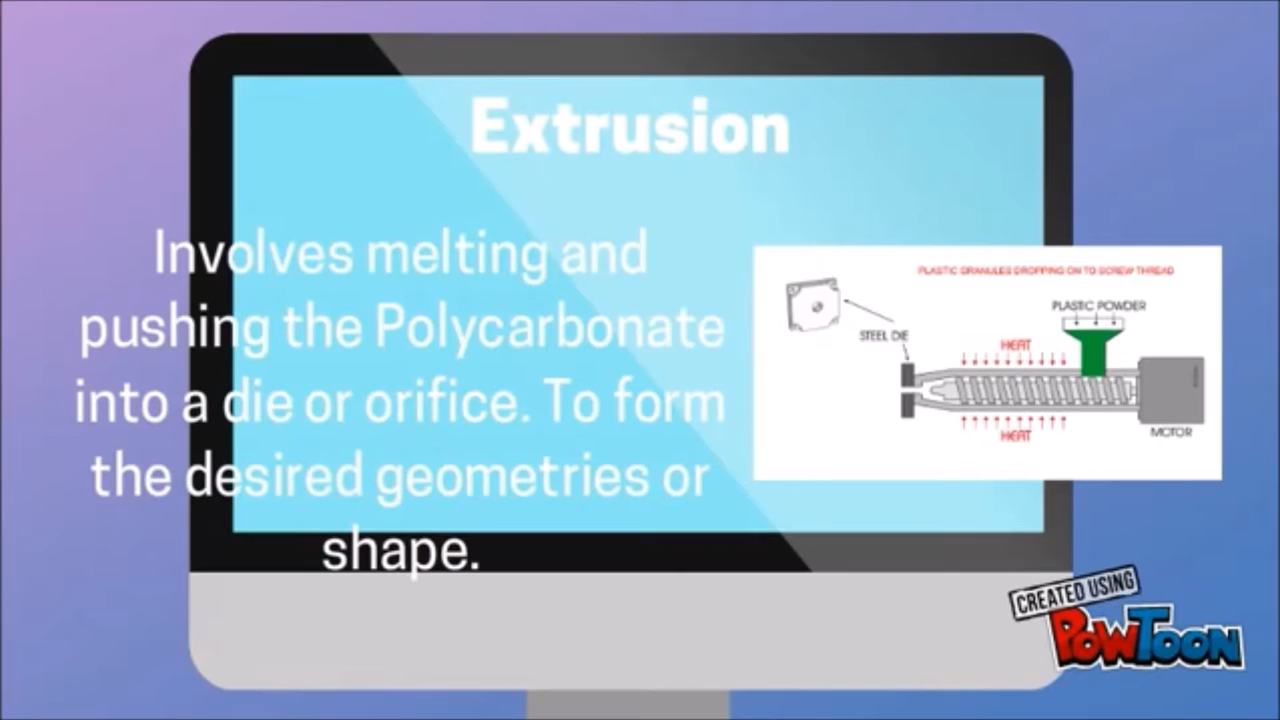 Extrusion
Involves melting and
pushing the Polycarbonate
into a die or orifice. To form
the desired geometries or
shape.
PLASTIC GRANULES DROPPING ON TO SCREW THREAD
PLASTIC POWDER
STEEL DIE
HEAT
HEAT
MOTOR
CREATED USING
POWTOON